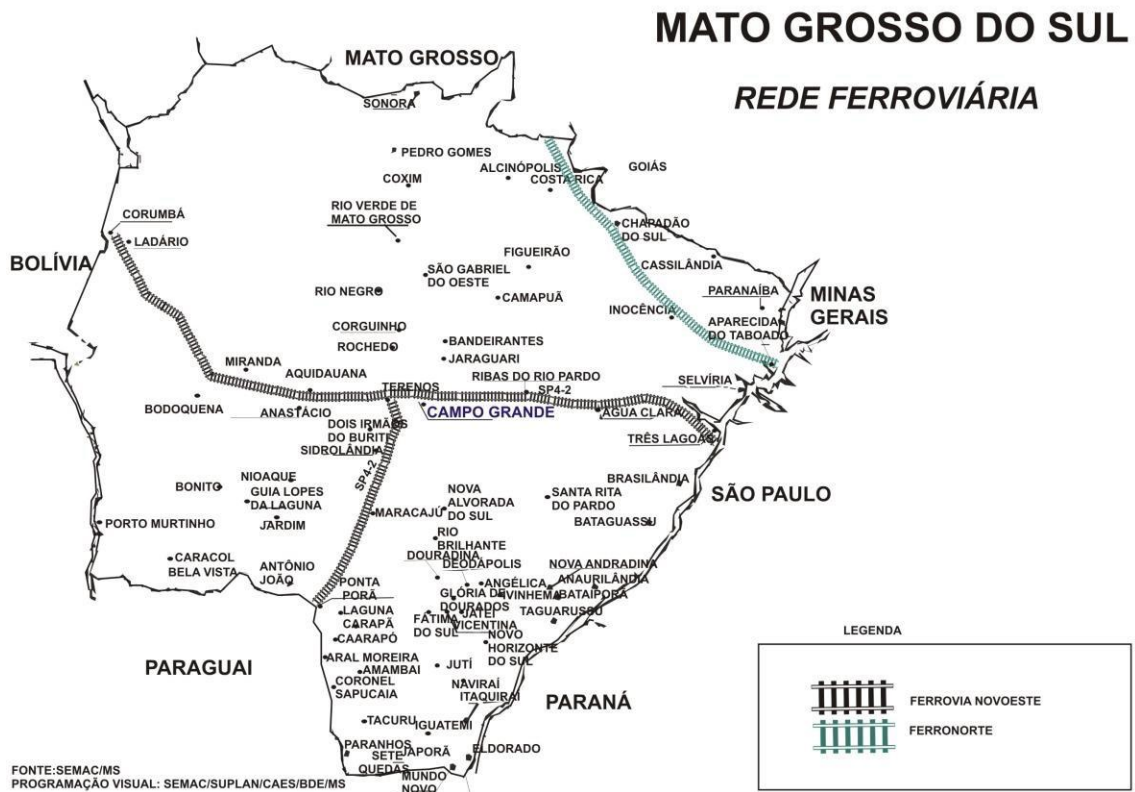 MATO GROSSO DO SUL
REDE FERROVIÁRIA
MATO GROSSO
SONORA
PEDRO GOMES
COXIM
ALCINÓPOLIS
COSTA RICA
GOIÁS
RIO VERDE DE
MATO GROSSO
CORUMBÁ
LADÁRIO
CHAPADÃO
DO SUL
BOLÍVIA
FIGUEIRÃO
CASSILÂNDIA
SÃO GABRIEL
DO OESTE
RIO NEGRO
CAMAPUÃ
PARANAÍBA
MINAS
GERAIS
INOCÊNCIA
APARECIDA
DO TABOADO
CORGUINHO
ROCHEDO
BANDEIRANTES
JARAGUARI
MIRANDA
AQUIDAUANA
TERENOS
RIBAS DO RIO PARDO
SP4-2
SELVÍRIA
BODOQUENA
ANASTÁCIO
CAMPO GRANDE
ÁGUA CLARA
DOIS IRMÃOS
DO BURITI
SIDROLÂNDIA
TRÊS LAGOAS
SP4-2
BRASILÂNDIA
SÃO PAULO
BONITO
NIOAQUE
GUIA LOPES
DA LAGUNA
JARDIM
NOVA
ALVORADA
DO SUL
SANTA RITA
DO PARDO
BATAGUASSU
PORTO MURTINHO
MARACAJÚ
RIO
BRILHANTE
CARACOL
BELA VISTA
ANTÔNIO
JOÃO
DOURADINA
DEODÁPOLIS
NOVA ANDRADINA
PONTA
PORÃ
ANGÉLICA
ANAURILÂNDIA
GLÓRIA DE
DOURADOS
IVINHEMA
BATAIPORÃ
TAGUARUSSU
LAGUNA
CARAPÃ
FÁTIMA
DO SUL
JATEÍ
VICENTINA
CAARAPÓ
NOVO
HORIZONTE
DO SUL
PARAGUAI
ARAL MOREIRA
AMAMBAI
JUTÍ
CORONEL
SAPUCAIA
NAVIRAÍ
ITAQUIRAI
PARANÁ
TACURU
IGUATEMI
PARANHOS
SETE
QUEDAS
JAPORÃ
ELDORADO
MUNDO
NOVO
LEGENDA
FERROVIA NOVOESTE
FERRONORTE
FONTE:SEMAC/MS
PROGRAMAÇÃO VISUAL: SEMAC/SUPLAN/CAES/BDE/MS